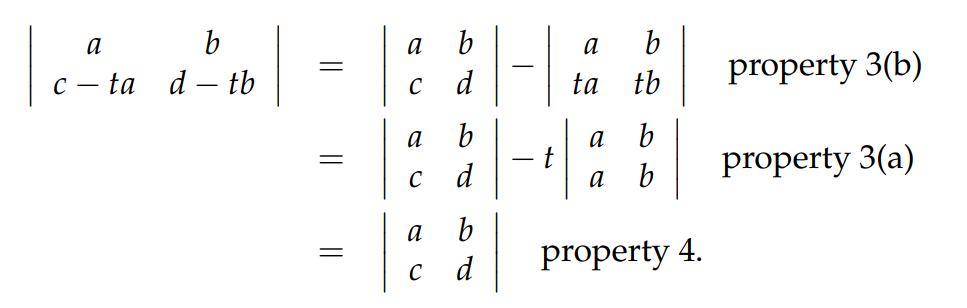 | a b | = | a b | − | a b | property 3(b)
| c − ta d − tb | | c d | | ta tb |
= | a b | − t | a b | property 3(a)
| c d | | a b |
= | a b | property 4.
| c d |